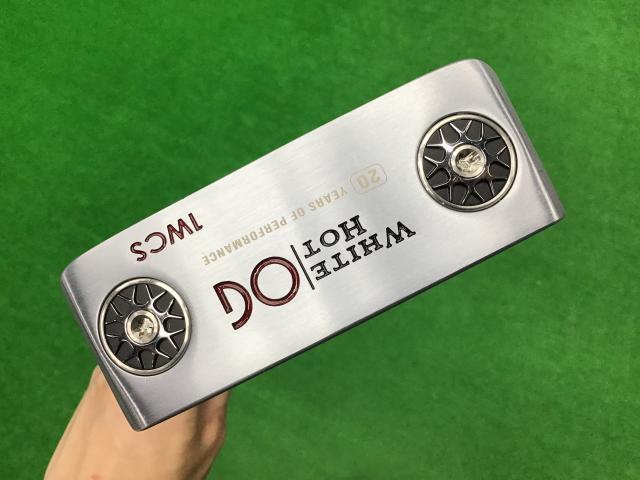 WHITE
HOT
OG
20 YEARS OF PERFORMANCE
1WCS